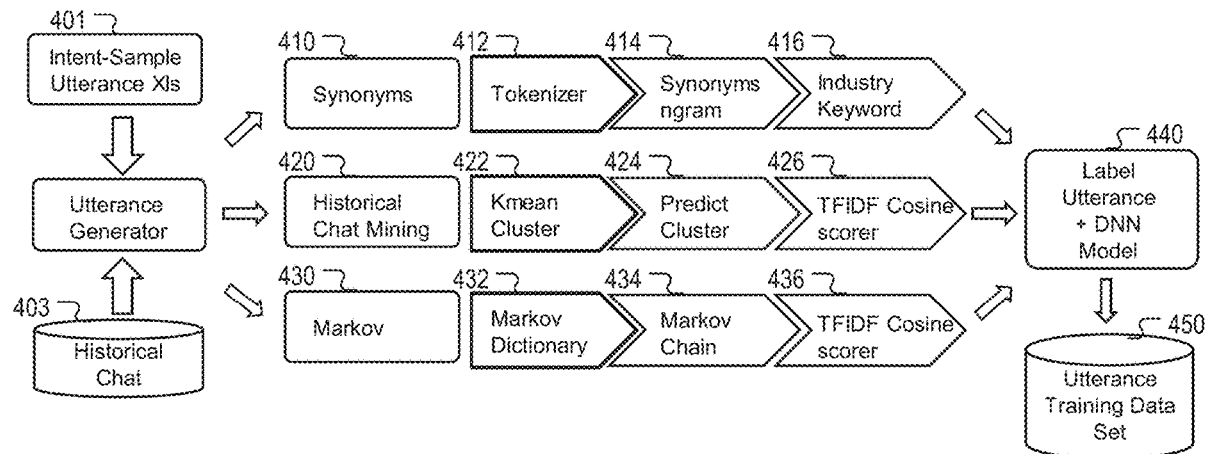 401
Intent-Sample
Utterance Xls
Utterance
Generator
403
Historical
Chat
410
Synonyms
412
Tokenizer
414
Synonyms
ngram
416
Industry
Keyword
420
Historical
Chat Mining
422
Kmean
Cluster
424
Predict
Cluster
426
TFIDF Cosine
scorer
430
Markov
432
Markov
Dictionary
434
Markov
Chain
436
TFIDF Cosine
scorer
440
Label
Utterance
+ DNN
Model
450
Utterance
Training Data
Set